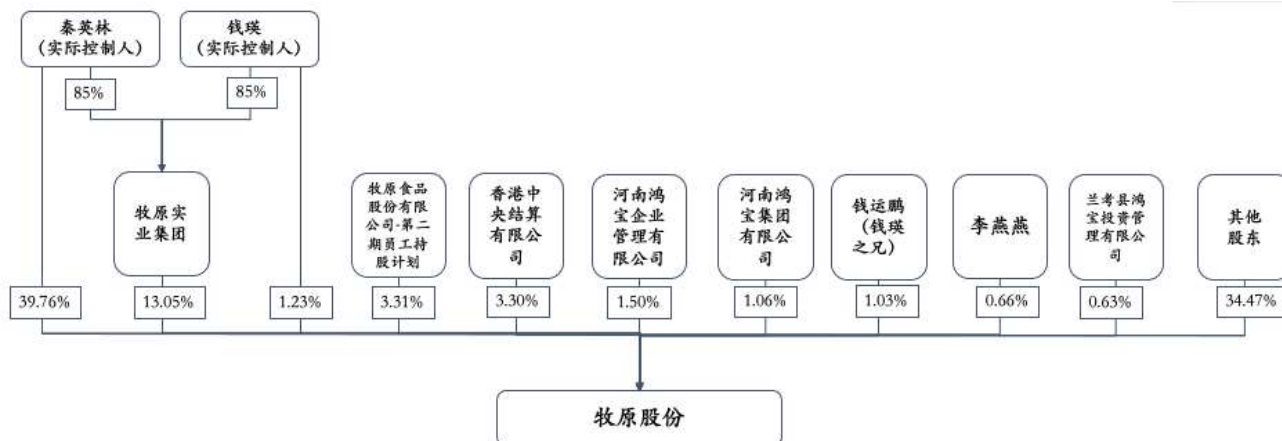 秦英林
（实际控制人）
钱瑛
（实际控制人）
85%
85%
牧原实
业集团
牧原食品
股份有限
公司-第二
期员工持
股计划
香港中
央结算
有限公
司
河南鸿
宝企业
管理有
限公司
河南鸿
宝集团
有限公
司
钱运鹏
（钱瑛
之兄）
李燕燕
兰考县鸿
宝投资管
理有限公
司
其他
股东
39.76%
13.05%
1.23%
3.31%
3.30%
1.50%
1.06%
1.03%
0.66%
0.63%
34.47%
牧原股份